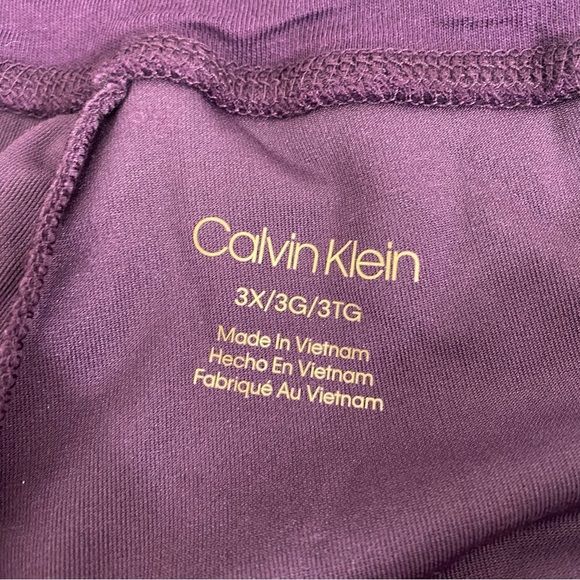 Calvin Klein
3X/3G/3TG
Made In Vietnam
Hecho En Vietnam
Fabriqué Au Vietnam